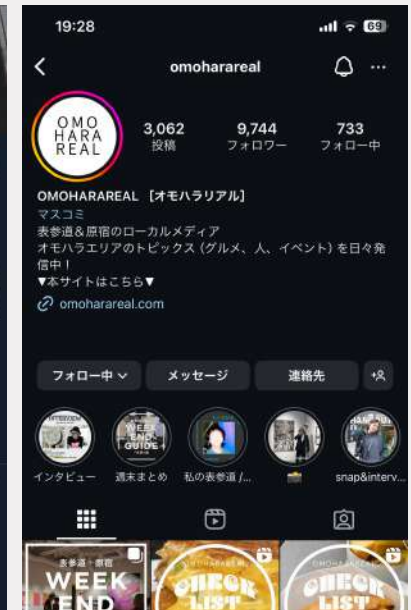 19:28
69
omoharareal
OMO
HARA
REAL
3,062
投稿
9,744
フォロワー
733
フォロー中
OMOHARAREAL [オモハラリアル]
マスコミ
表参道&原宿のローカルメディア
オモハラエリアのトピックス(グルメ、人、イベント)を日々発
信中!
▼本サイトはこちら▼
omoharareal.com
フォロー中
メッセージ
連絡先
INTERVIEW
WEEK
END
GUIDE
インタビュー
週末まとめ
私の表参道 /...
snap&interv...
表参道・原宿
WEEK
END
OMOHARAREAL
CHECK
LIST
OMOHARAREAL
CHECK
LIST